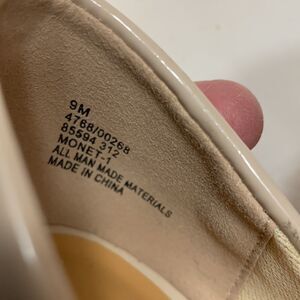 9M
4768/00268
85594 312
MONET-1
ALL MAN MADE MATERIALS
MADE IN CHINA